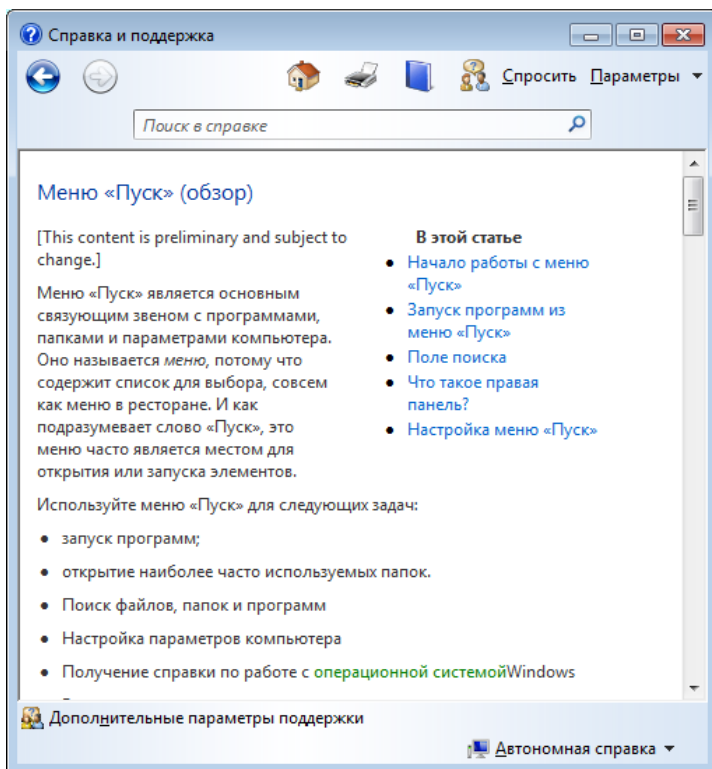 Справка и поддержка
Спросить Параметры
Поиск в справке
Меню «Пуск» (обзор)
[This content is preliminary and subject to
change.]
Меню «Пуск» является основным
связующим звеном с программами,
папками и параметрами компьютера.
Оно называется меню, потому что
содержит список для выбора, совсем
как меню в ресторане. И как
подразумевает слово «Пуск», это
меню часто является местом для
открытия или запуска элементов.
В этой статье
• Начало работы с меню
«Пуск»
• Запуск программ из
меню «Пуск»
• Поле поиска
• Что такое правая
панель?
• Настройка меню «Пуск»
Используйте меню «Пуск» для следующих задач:
• запуск программ;
• открытие наиболее часто используемых папок.
• Поиск файлов, папок и программ
• Настройка параметров компьютера
• Получение справки по работе с операционной системойWindows
Дополнительные параметры поддержки
Автономная справка